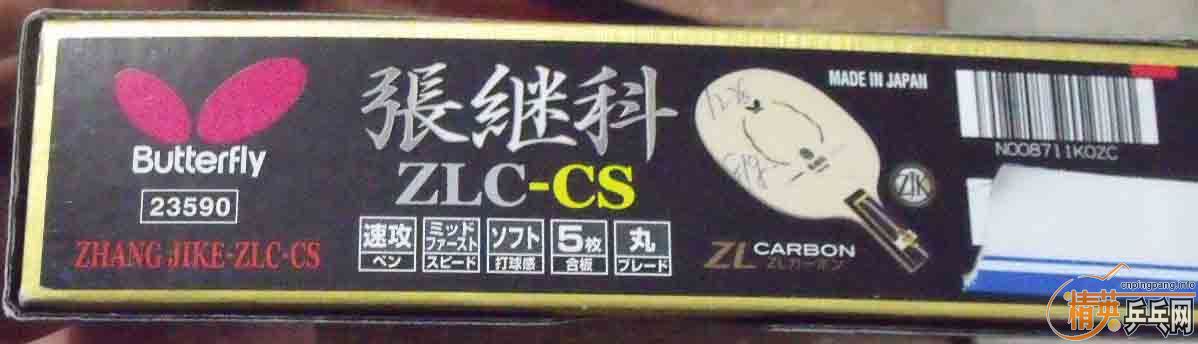 Butterfly
23590
ZHANG JIKE-ZLC-CS
張継科
ZLC-CS
速攻
ペン
ミッド
ファースト
スピード
ソフト
打球感
5枚
合板
丸
ブレード
ZL CARBON
ZLカーボン
MADE IN JAPAN
ZJK
NO08711K0ZC
cnpingpang.info
精英乒乓网